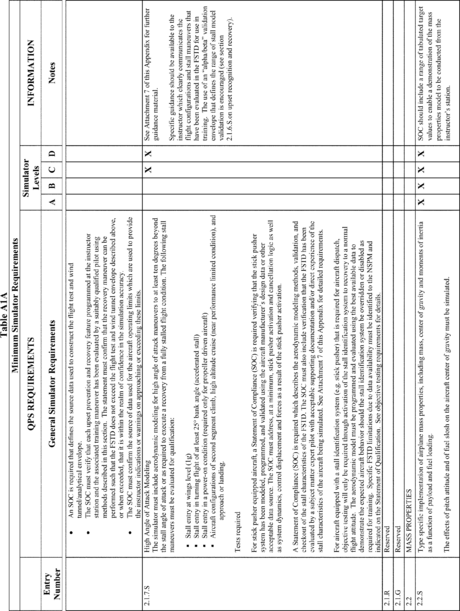 Table A1A
Minimum Simulator Requirements
QPS REQUIREMENTS
Simulator Levels
INFORMATION
Entry Number
General Simulator Requirements
A
B
C
D
Notes
• An SOC is required that defines the source data used to construct the flight test and wind
tunnel/analytical envelope.
• The SOC must verify that each upset prevention and recovery feature programmed at the instructor
station and the associated training maneuver has been evaluated by a suitably qualified pilot using
methods described in this section. The statement must confirm that the recovery maneuver can be
performed such that the FSTD does not exceed the flight test and wind tunnel envelope described above,
or when exceeded, that it is within the realm of confidence in the simulation accuracy.
• The SOC must confirm the source of data used for the aircraft operating limits which are used to provide
the instructor indications or warnings in approaching or exceeding these limits.
2.1.7.S
High Angle of Attack Modeling
X
X
See Attachment 7 of this Appendix for further
guidance material.
The simulation must include aerodynamic modeling for high angle of attack maneuvers to at least ten degrees beyond
the stall angle of attack or as required to execute a recovery from a fully stalled flight condition. The following stall
maneuvers must be evaluated for qualification:
• Stall entry at wings level (1g)
• Stall entry in turning flight of at least 25° bank angle (accelerated stall)
• Stall entry in a power-on condition (required only for propeller driven aircraft)
• Aircraft configurations of second segment climb, high altitude cruise (near performance limited condition), and
approach or landing.
Specific guidance should be available to the
instructor which clearly communicates the
flight configurations and stall maneuvers that
have been evaluated in the FSTD for use in
training. The use of an "alpha/beta" validation
envelope that defines the range of stall model
validation is encouraged (see section
2.1.6.S on upset recognition and recovery).
Tests required
For stick pusher equipped aircraft, a Statement of Compliance (SOC) is required verifying that the stick pusher
system has been modeled, programmed, and validated using the aircraft manufacturer's design data or other
acceptable data source. The SOC must address, at a minimum, stick pusher activation and cancellation logic as well
as system dynamics, control displacement and forces as a result of the stick pusher activation.
A Statement of Compliance (SOC) is required which describes the aerodynamic modeling methods, validation, and
checkout of the stall characteristics of the FSTD. The SOC must also include verification that the FSTD has been
evaluated by a subject matter expert pilot with acceptable supporting documentation and/or direct experience of the
stall characteristics of the aircraft being simulated. See Attachment 7 of this Appendix for detailed requirements.
For aircraft equipped with a stall identification system (stick pusher) that is required for aircraft dispatch,
objective testing will only be required through activation of the stall identification system to recovery to a normal
flight attitude. The aerodynamic model must be programmed and evaluated using the best available data to
demonstrate the expected aircraft behavior should the stall identification system be overridden or disabled as
required for training. Specific FSTD limitations due to data availability must be identified to the NSPM and
indicated on the Statement of Qualification. See objective testing requirements for details.
2.1.R
Reserved
2.1.G
Reserved
2.2
MASS PROPERTIES
2.2.S
Type specific implementation of airplane mass properties, including mass, center of gravity and moments of inertia
as a function of payload and fuel loading.
X
X
X
X
SOC should include a range of tabulated target
values to enable a demonstration of the mass
properties model to be conducted from the
instructor's station.
The effects of pitch attitude and of fuel slosh on the aircraft center of gravity must be simulated.